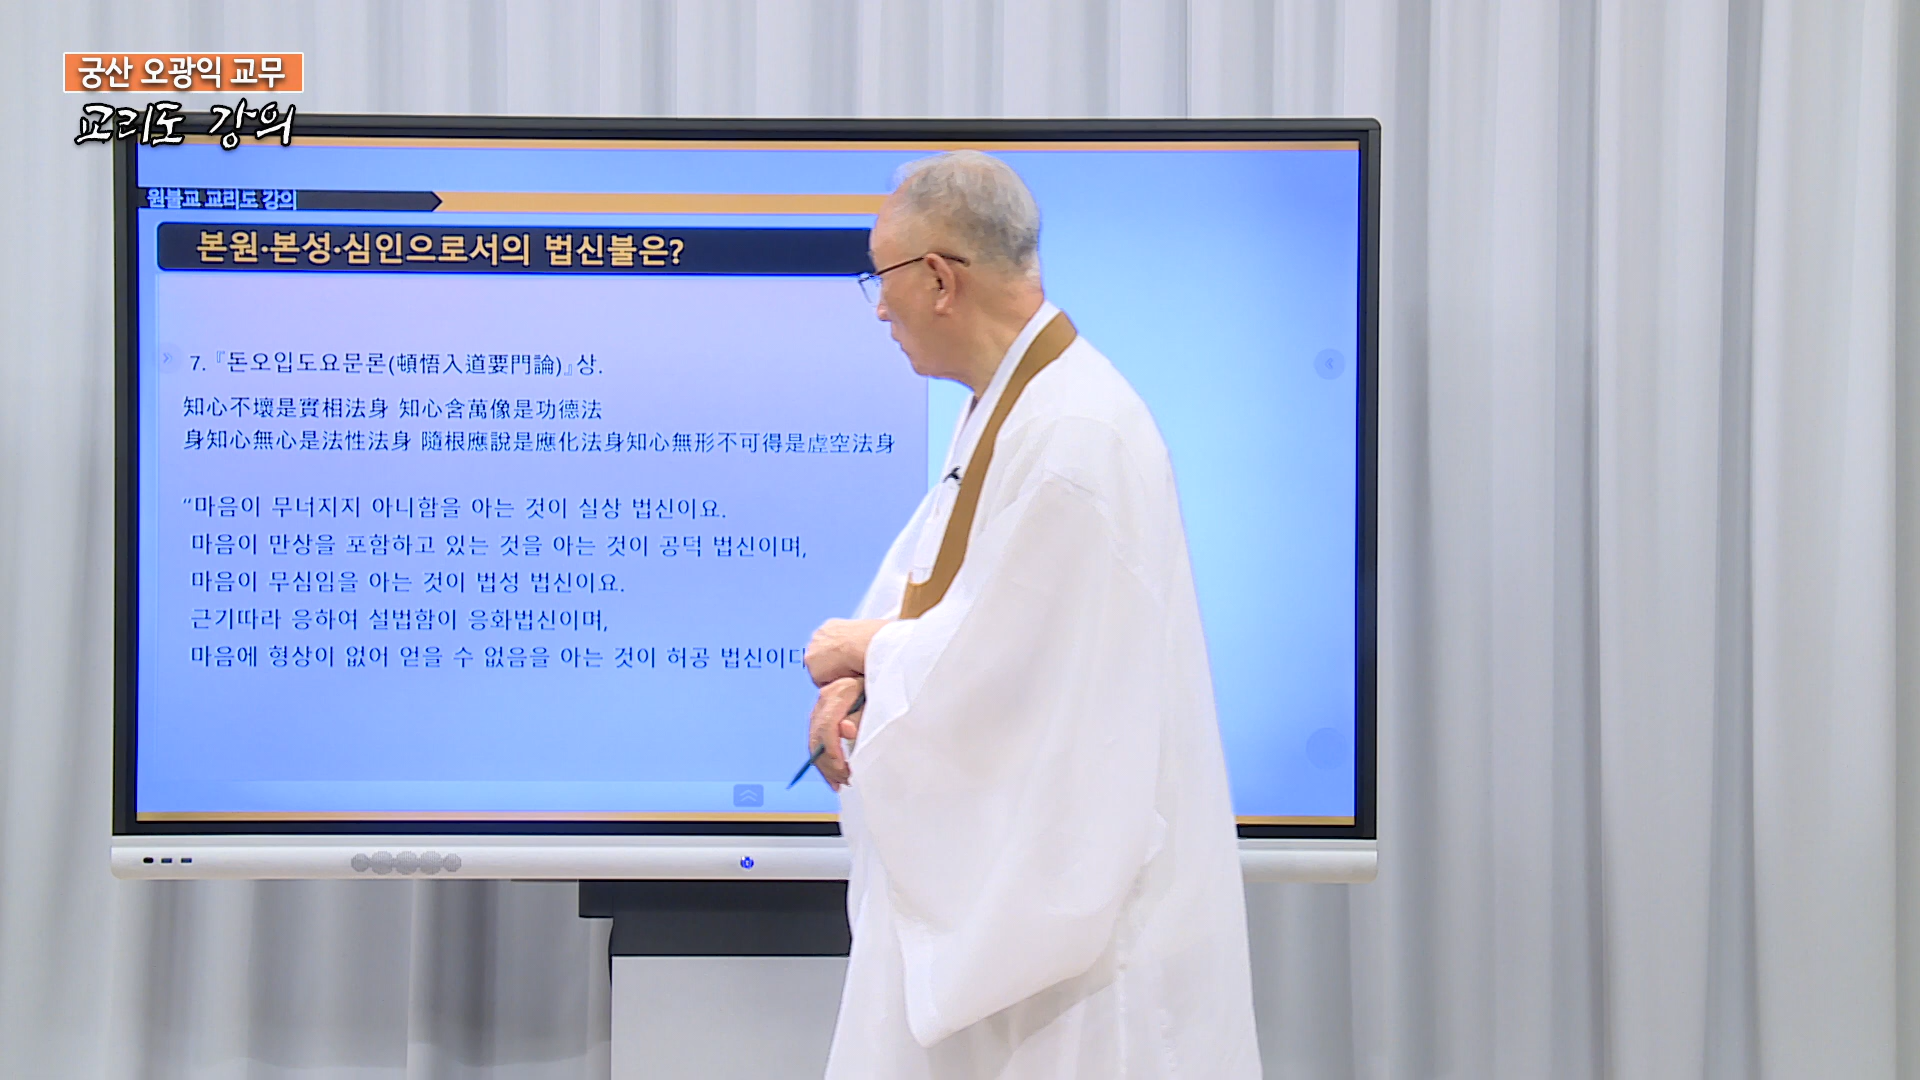 궁산 오광익 교무
교리도 강의
원불교 교리도 강의
본원·본성·심인으로서의 법신불은?
7. 『돈오입도요문론(頓悟入道要門論)』상.
知心不壞是實相法身 知心含萬像是功德法
身知心無心是法性法身 隨根應說是應化法身知心無形不可得是虛空法身
“마음이 무너지지 아니함을 아는 것이 실상 법신이요.
마음이 만상을 포함하고 있는 것을 아는 것이 공덕 법신이며,
마음이 무심임을 아는 것이 법성 법신이요.
근기따라 응하여 설법함이 응화법신이며,
마음에 형상이 없어 얻을 수 없음을 아는 것이 허공 법신이다